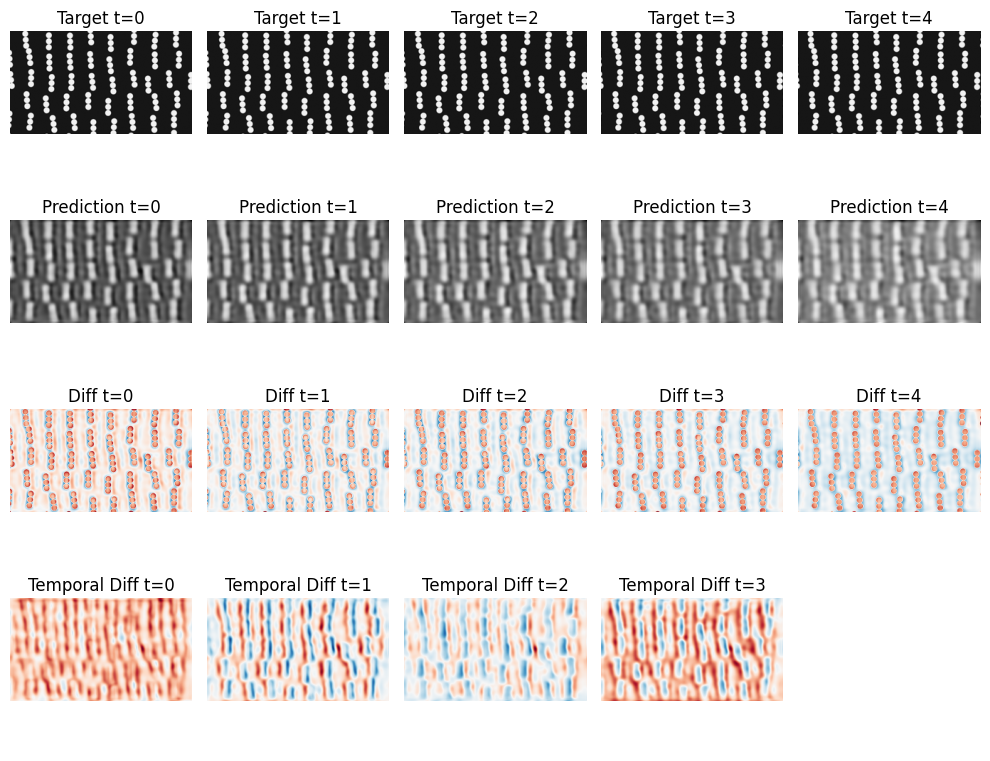 Target t=0 Target t=1 Target t=2 Target t=3 Target t=4
Prediction t=0 Prediction t=1 Prediction t=2 Prediction t=3 Prediction t=4
Diff t=0 Diff t=1 Diff t=2 Diff t=3 Diff t=4
Temporal Diff t=0 Temporal Diff t=1 Temporal Diff t=2 Temporal Diff t=3